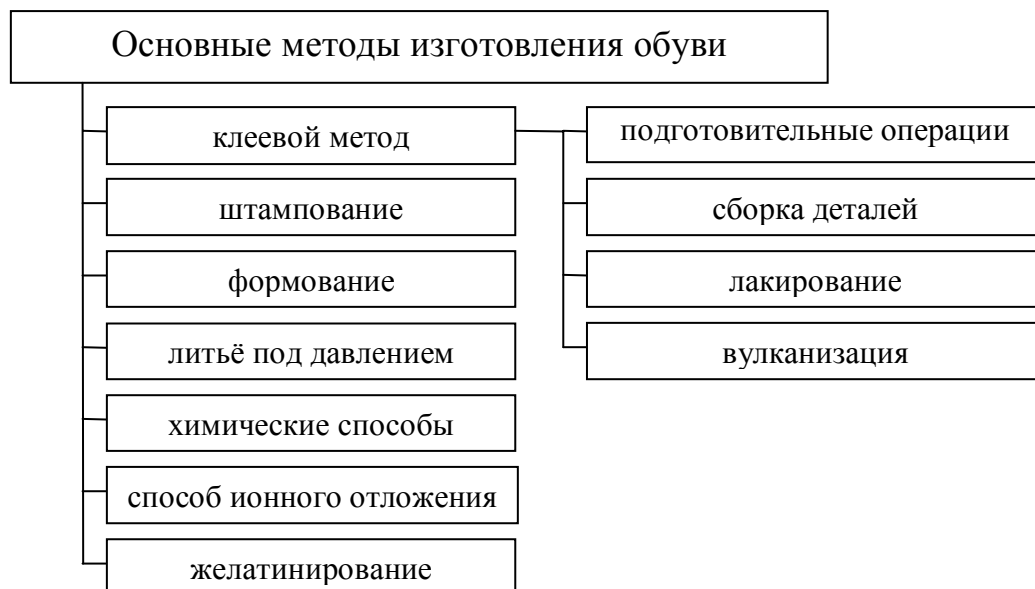 Основные методы изготовления обуви
клеевой метод
штампование
формование
литьё под давлением
химические способы
способ ионного отложения
желатинирование
подготовительные операции
сборка деталей
лакирование
вулканизация